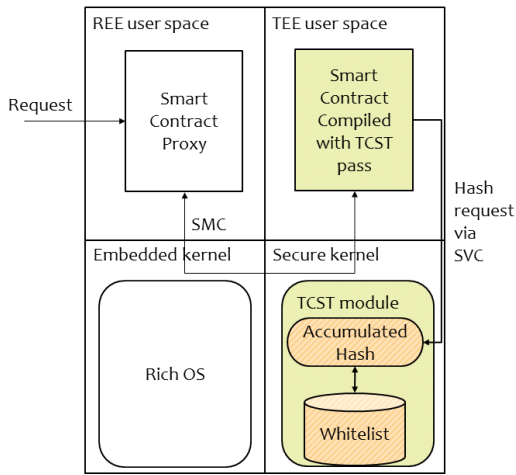 REE user space
TEE user space
Request
Smart
Contract
Proxy
Smart
Contract
Compiled
with TCST
pass
Hash
request
via
SVC
SMC
Embedded kernel
Secure kernel
Rich OS
TCST module
Accumulated
Hash
Whitelist